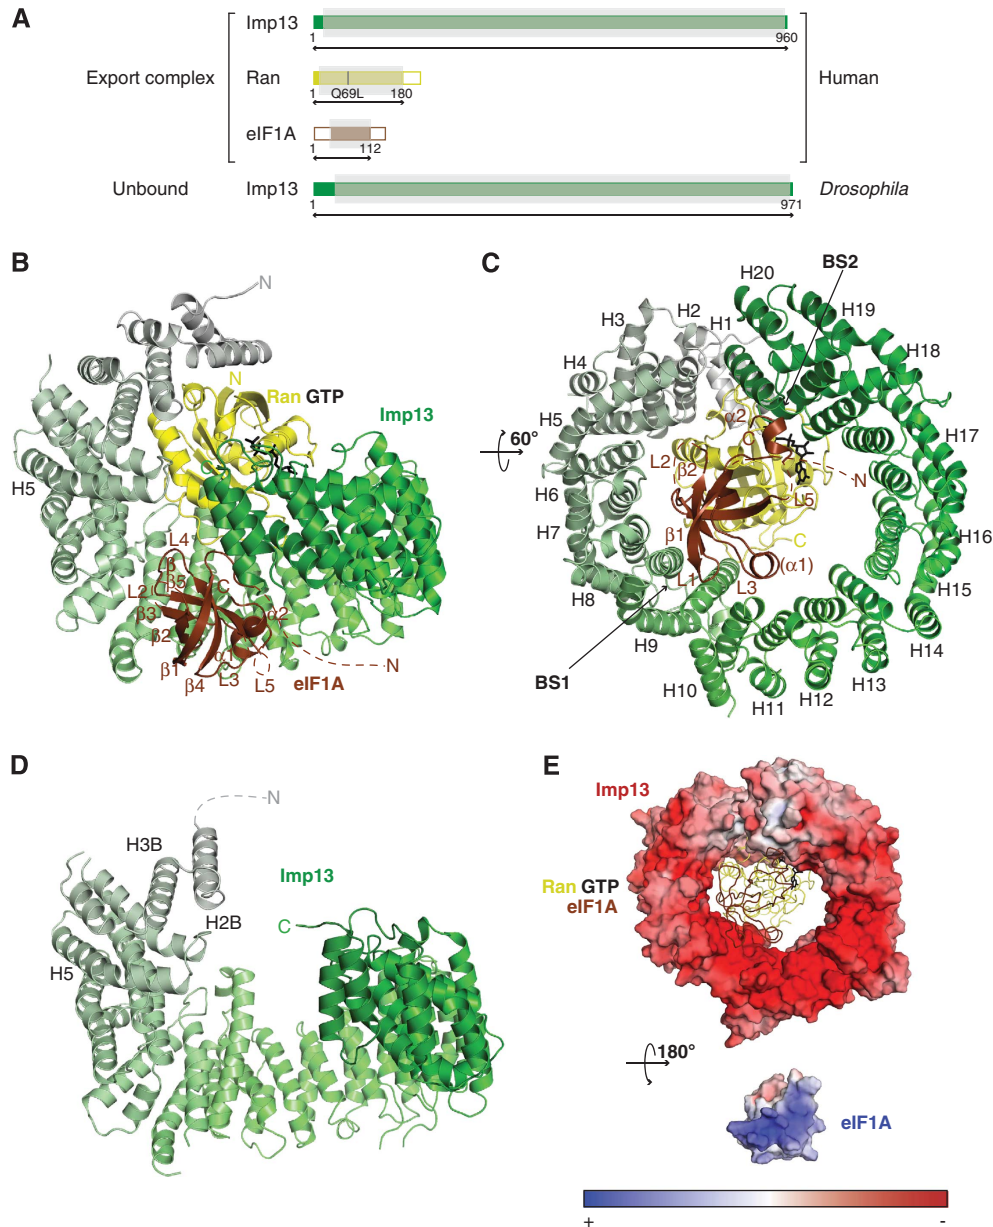 A
Imp13
1 960
Export complex
Ran
Human
1 Q69L 180
eIF1A
1 112
Unbound
Imp13
Drosophila
1 971
B
N
N
Ran GTP
Imp13
H5
L4
β
β5
L2
C
β3
α2
β2
β1
α1
N
β4
L3
L5
eIF1A
60°
C
BS2
H20
H19
H2
H1
H3
H18
H4
α2
C
H5
H17
L2
β2
N
H6
L5
β1
H7
C
H16
(α1)
L1
L3
H15
H8
H9
H14
BS1
H10
H13
H11
H12
D
N
H3B
Imp13
H2B
C
H5
E
Imp13
Ran GTP
eIF1A
180°
eIF1A
+ -